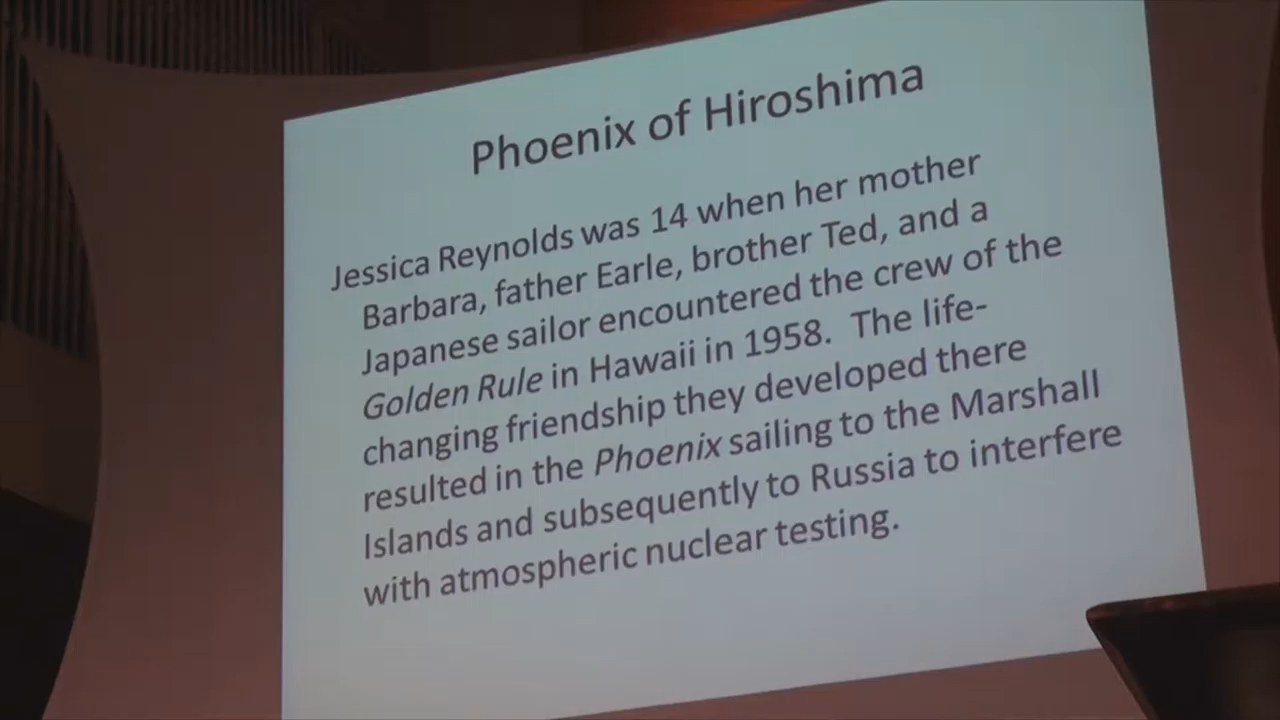 Phoenix of Hiroshima
Jessica Reynolds was 14 when her mother
Barbara, father Earle, brother Ted, and a
Japanese sailor encountered the crew of the
Golden Rule in Hawaii in 1958.  The life-
changing friendship they developed there
resulted in the Phoenix sailing to the Marshall
Islands and subsequently to Russia to interfere
with atmospheric nuclear testing.